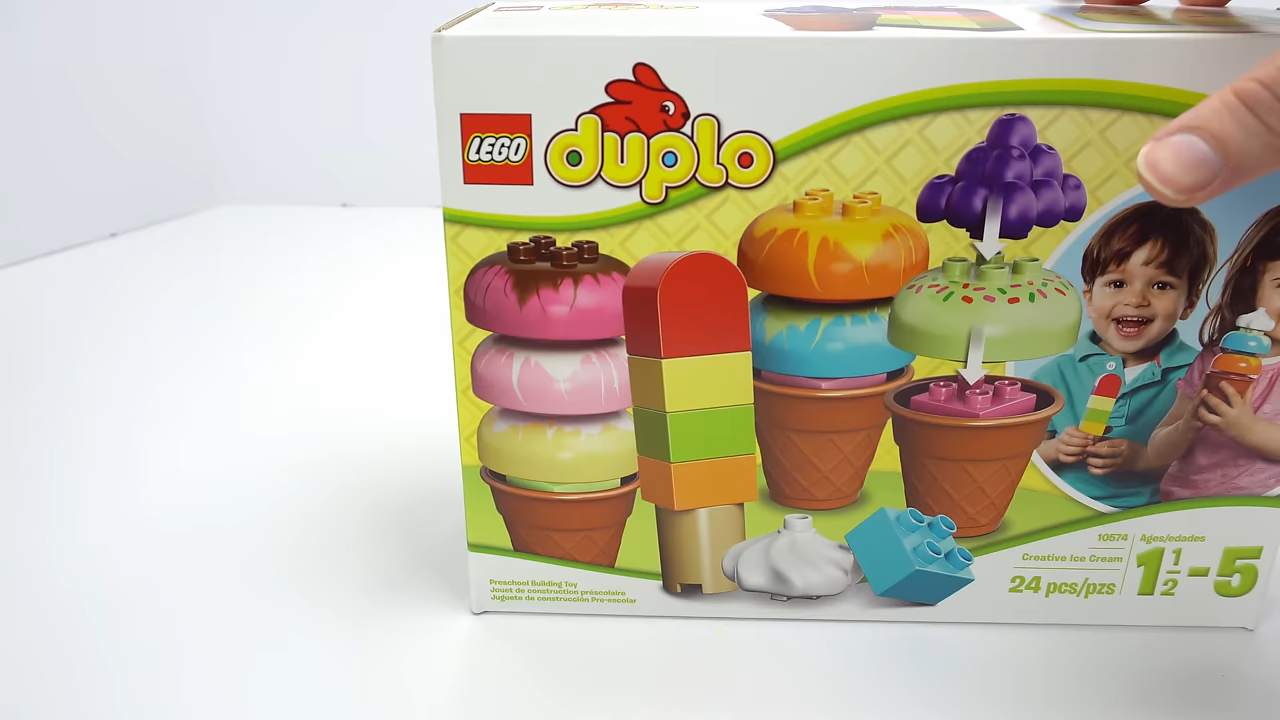 LEGO
duplo
10574
Creative Ice Cream
24 pcs/pzs
Ages/edades
1½-5
Preschool Building Toy
Jouet de construction préscolaire
Juguete de construcción Pre-escolar